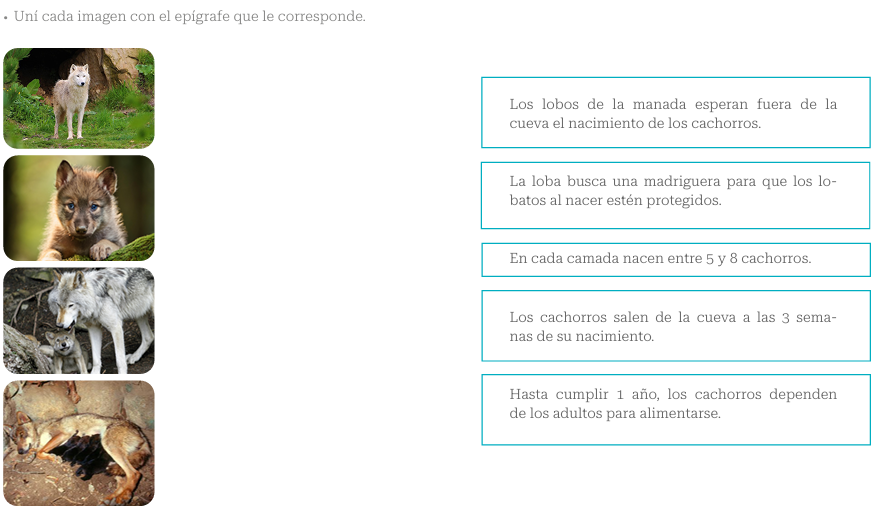 • Uní cada imagen con el epígrafe que le corresponde.
Los lobos de la manada esperan fuera de la
cueva el nacimiento de los cachorros.
La loba busca una madriguera para que los lo-
batos al nacer estén protegidos.
En cada camada nacen entre 5 y 8 cachorros.
Los cachorros salen de la cueva a las 3 sema-
nas de su nacimiento.
Hasta cumplir 1 año, los cachorros dependen
de los adultos para alimentarse.